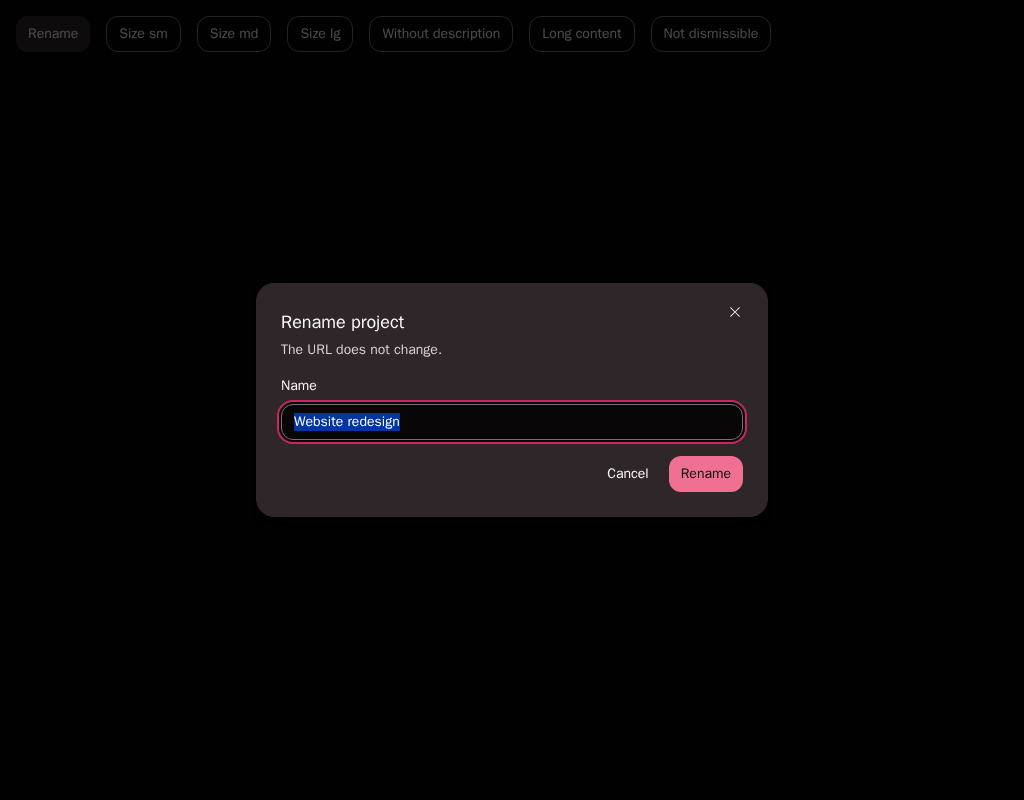 Rename Size sm Size md Size lg Without description Long content Not dismissible
Rename project
The URL does not change.
Name
Website redesign
Cancel Rename